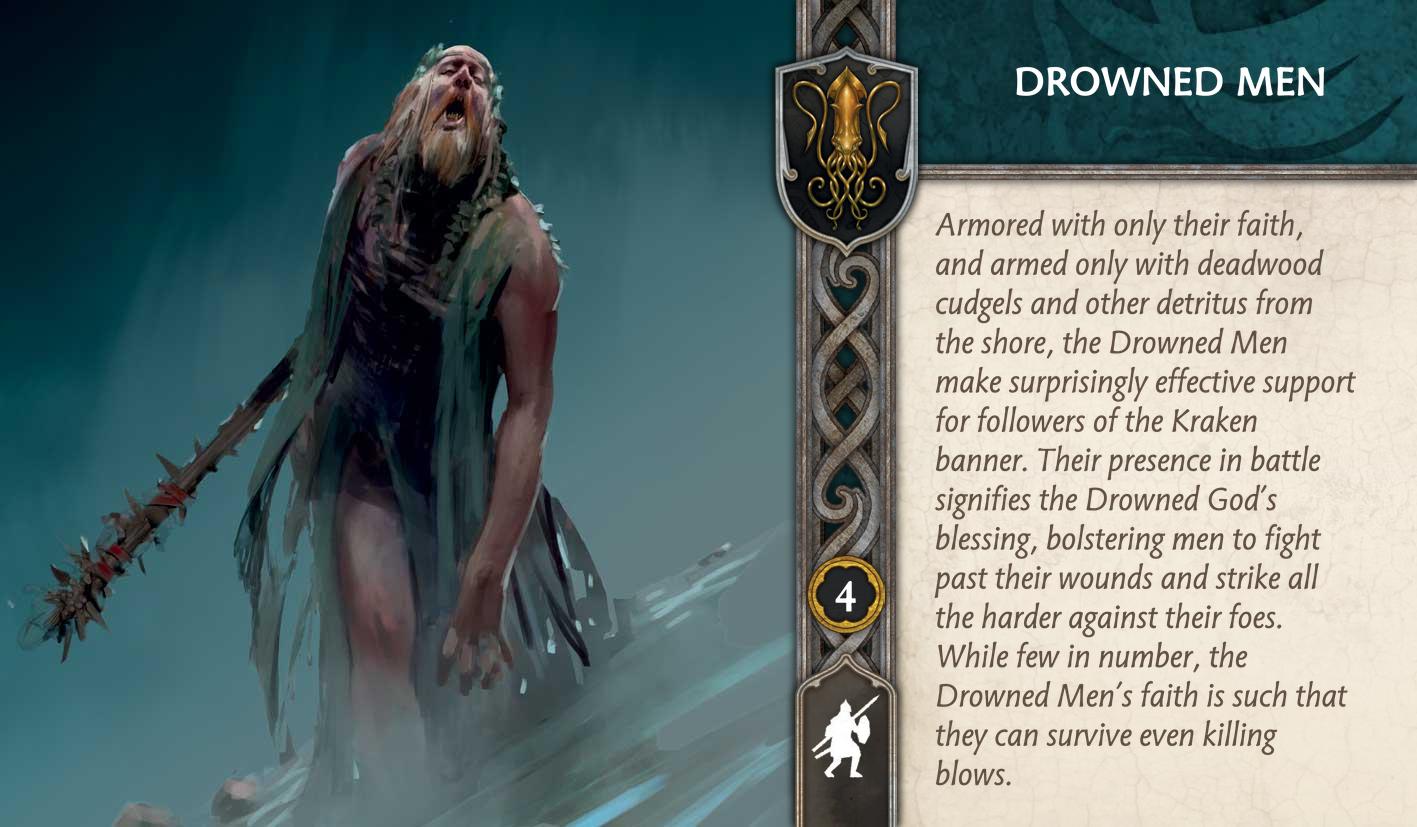 DROWNED MEN
Armored with only their faith,
and armed only with deadwood
cudgels and other detritus from
the shore, the Drowned Men
make surprisingly effective support
for followers of the Kraken
banner. Their presence in battle
signifies the Drowned God's
blessing, bolstering men to fight
past their wounds and strike all
the harder against their foes.
While few in number, the
Drowned Men's faith is such that
they can survive even killing
blows.
4